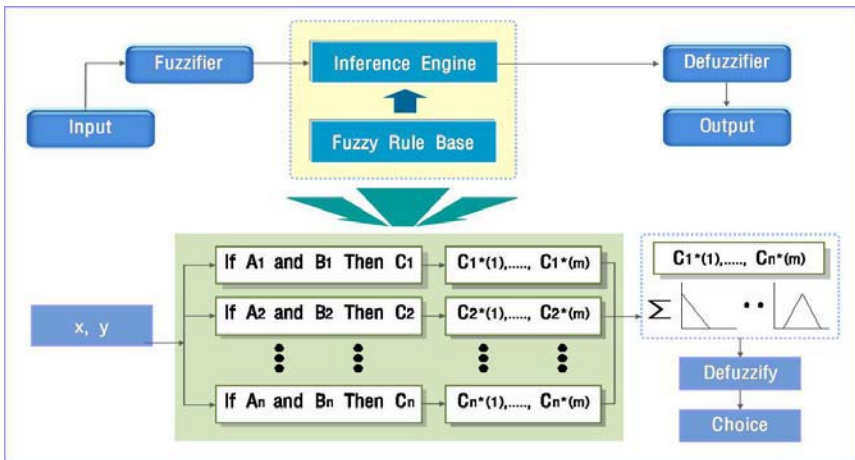 Input
Fuzzifier
Inference Engine
Fuzzy Rule Base
Defuzzifier
Output
x, y
If A1 and B1 Then C1
C1*(1),....., C1*(m)
If A2 and B2 Then C2
C2*(1),....., C2*(m)
If An and Bn Then Cn
Cn*(1),....., Cn*(m)
C1*(1),....., Cn*(m)
Σ
Defuzzify
Choice